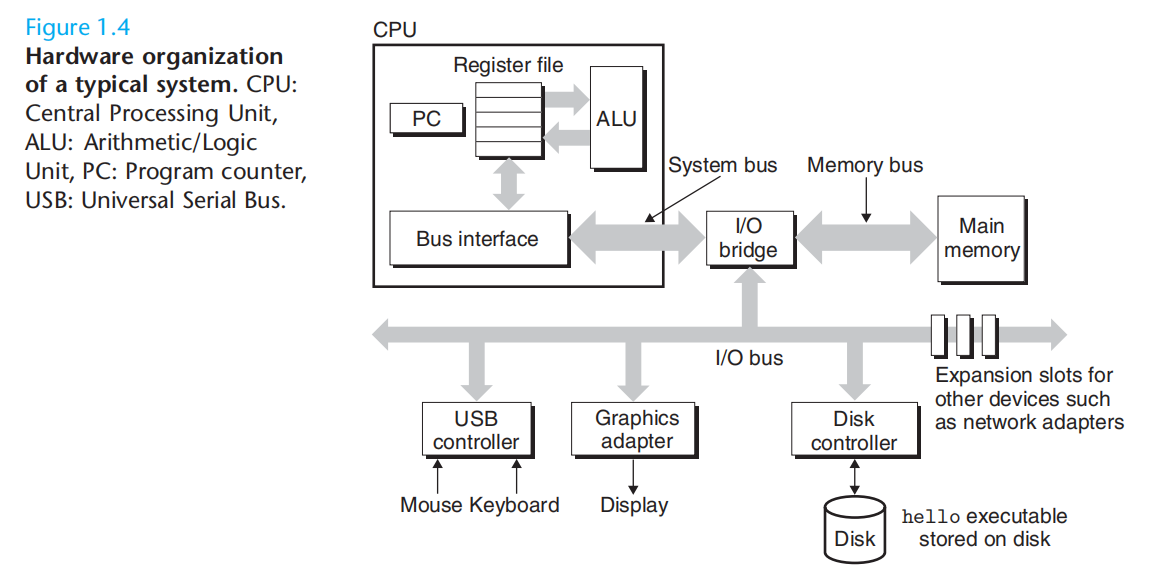 Figure 1.4
Hardware organization
of a typical system. CPU:
Central Processing Unit,
ALU: Arithmetic/Logic
Unit, PC: Program counter,
USB: Universal Serial Bus.
CPU
Register file
PC
ALU
System bus
Memory bus
Bus interface
I/O
bridge
Main
memory
I/O bus
Expansion slots for
other devices such
as network adapters
USB
controller
Graphics
adapter
Disk
controller
Mouse Keyboard
Display
Disk
hello executable
stored on disk